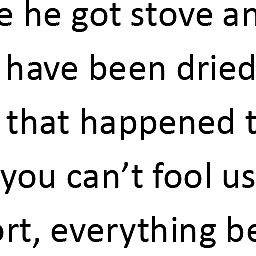 e he got stove an
have been dried
that happened t
you can’t fool us
ort, everything be